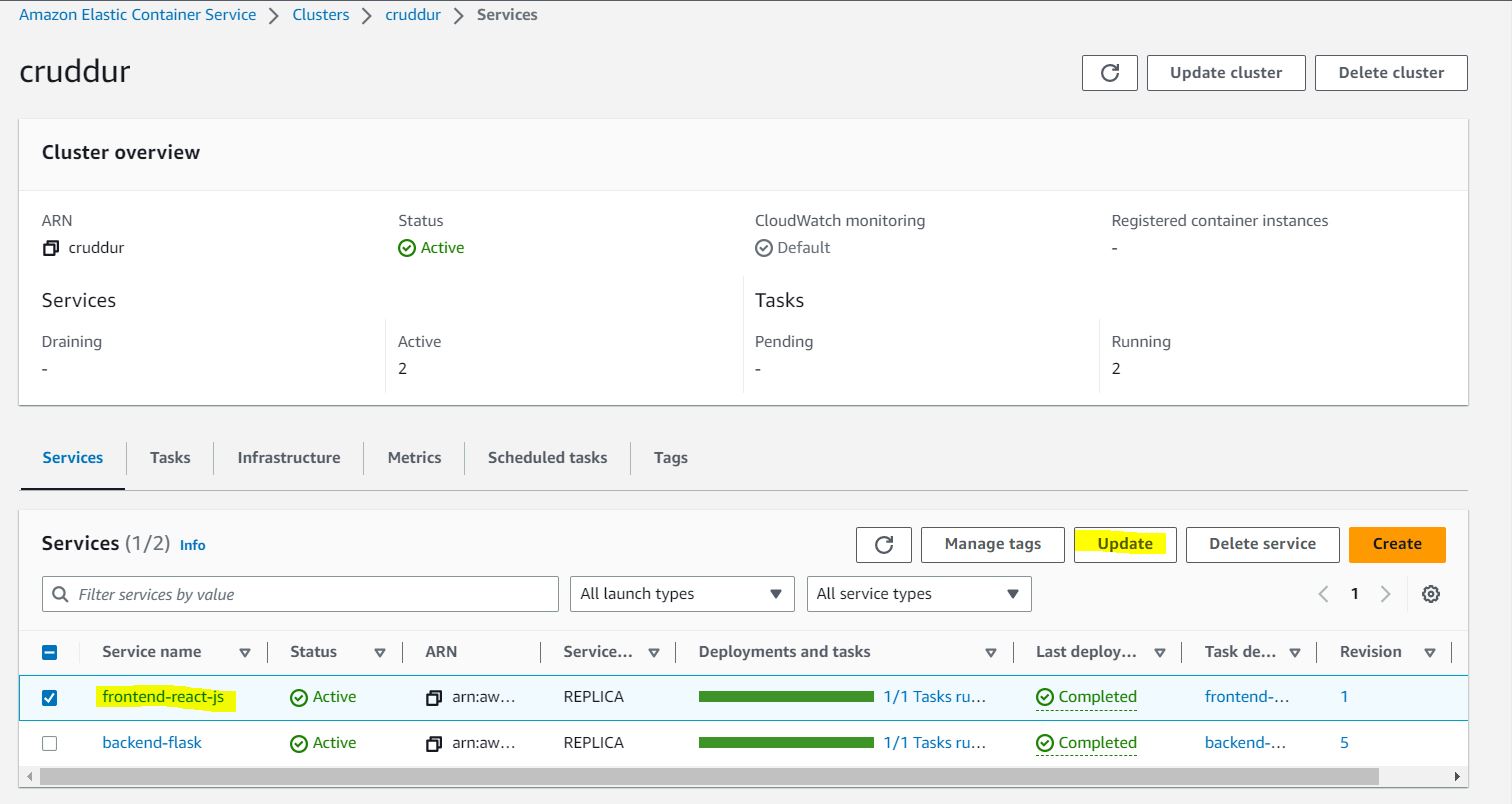 Amazon Elastic Container Service > Clusters > cruddur > Services
cruddur
Update cluster
Delete cluster
Cluster overview
ARN Status CloudWatch monitoring Registered container instances
cruddur Active Default -
Services Tasks
Draining Active Pending Running
- 2 - 2
Services Tasks Infrastructure Metrics Scheduled tasks Tags
Services (1/2) Info Manage tags Update Delete service Create
Filter services by value All launch types All service types 1
Service name Status ARN Service... Deployments and tasks Last deploy... Task de... Revision
frontend-react-js Active arn:aw... REPLICA 1/1 Tasks ru... Completed frontend-... 1
backend-flask Active arn:aw... REPLICA 1/1 Tasks ru... Completed backend-... 5